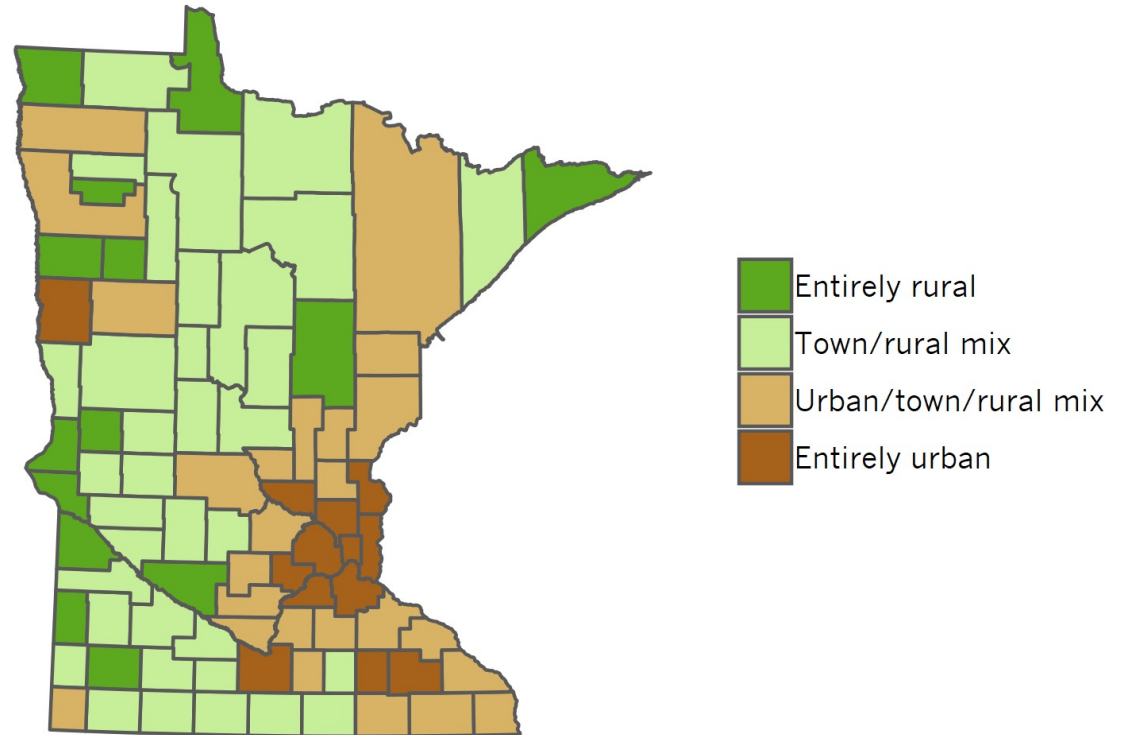 Entirely rural
Town/rural mix
Urban/town/rural mix
Entirely urban